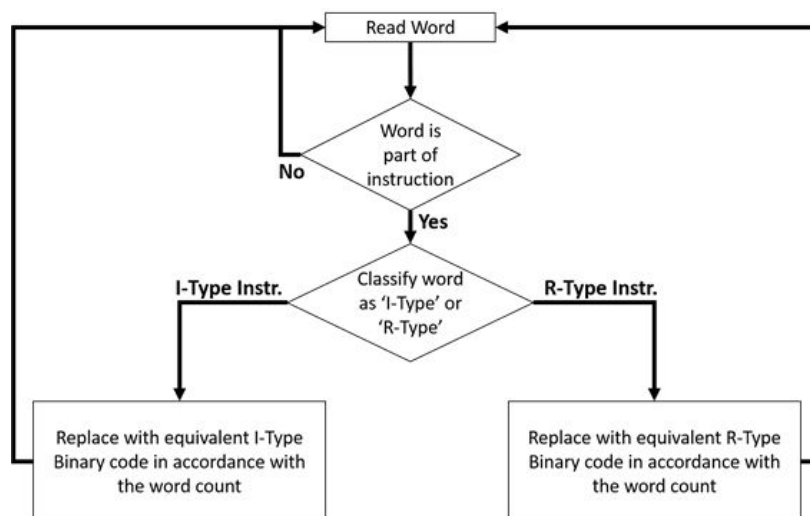 Read Word
Word is
part of
instruction
No
Yes
Classify word
as ‘I-Type’ or
‘R-Type’
I-Type Instr.
R-Type Instr.
Replace with equivalent I-Type
Binary code in accordance with
the word count
Replace with equivalent R-Type
Binary code in accordance with
the word count